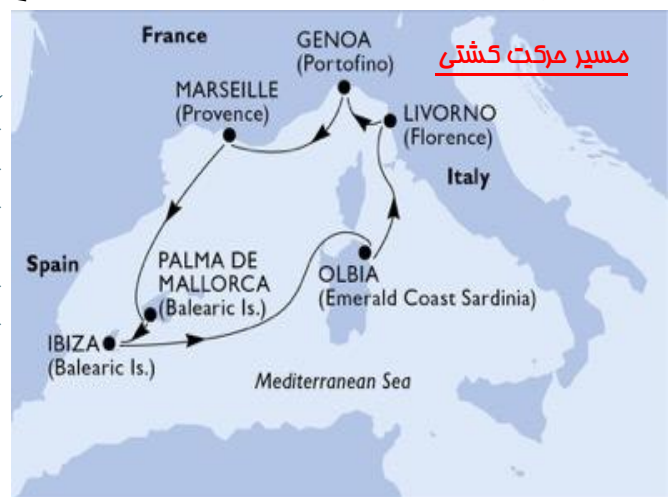 France
GENOA
(Portofino)
مسیر حرکت کشتی
MARSEILLE
(Provence)
LIVORNO
(Florence)
Italy
Spain
PALMA DE
MALLORCA
(Balearic Is.)
OLBIA
(Emerald Coast Sardinia)
IBIZA
(Balearic Is.)
Mediterranean Sea